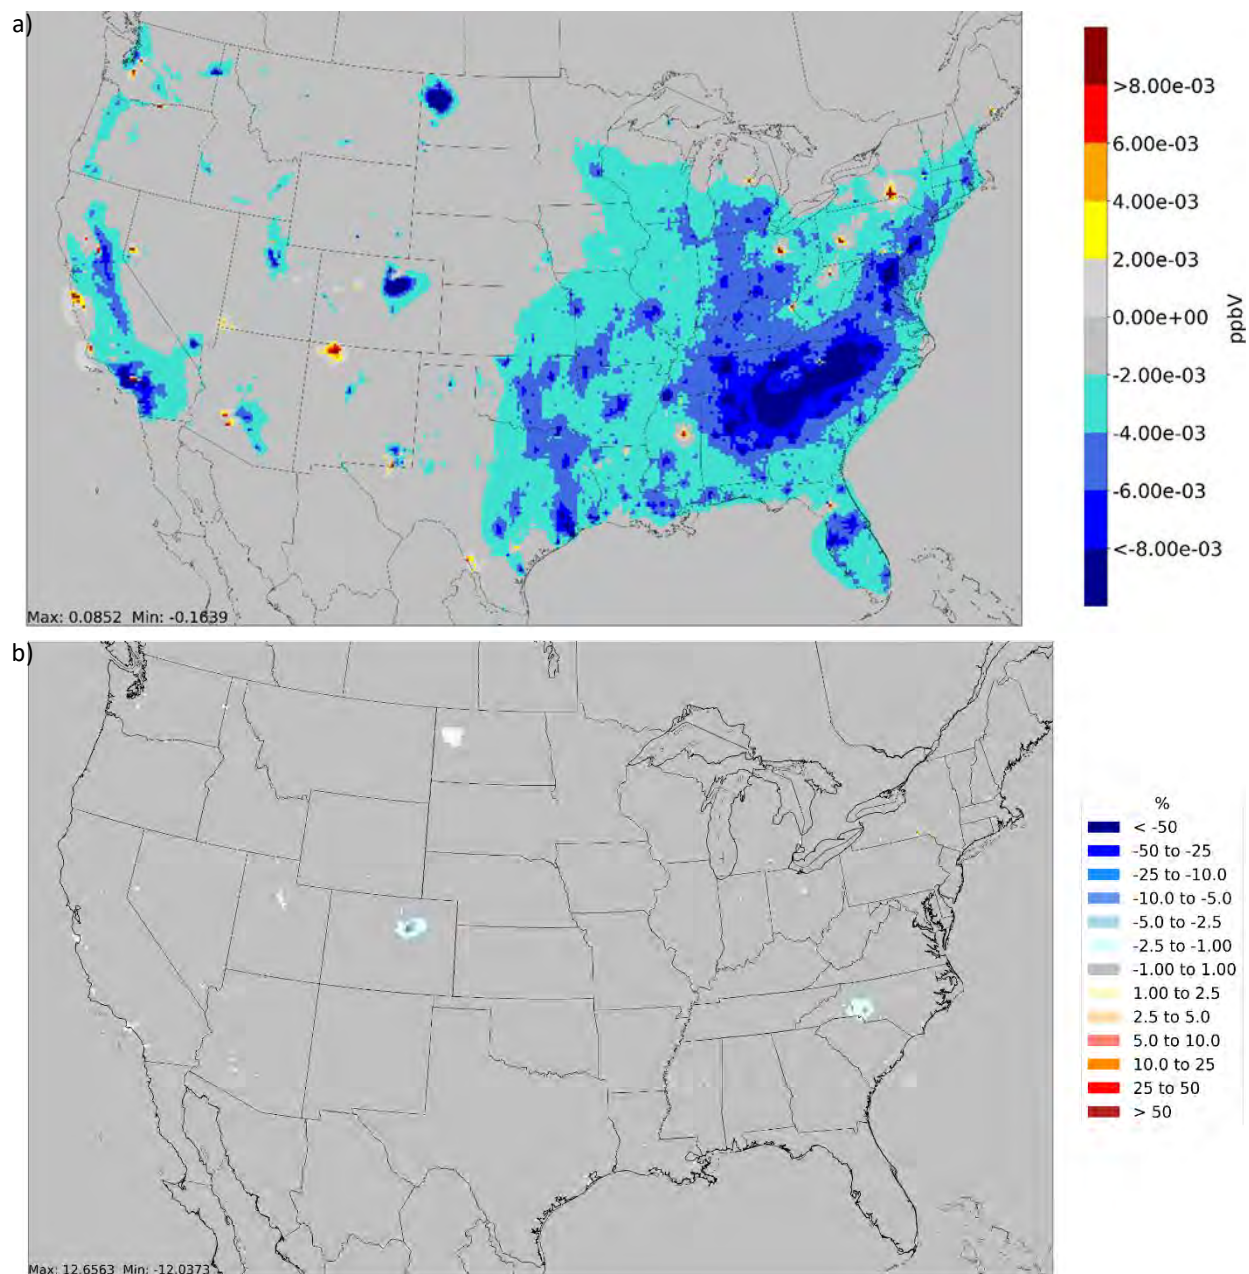 a)
>8.00e-03
6.00e-03
4.00e-03
2.00e-03
0.00e+00
-2.00e-03
-4.00e-03
-6.00e-03
<-8.00e-03
ppbV
Max: 0.0852 Min: -0.1639
b)
%
< -50
-50 to -25
-25 to -10.0
-10.0 to -5.0
-5.0 to -2.5
-2.5 to -1.00
-1.00 to 1.00
1.00 to 2.5
2.5 to 5.0
5.0 to 10.0
10.0 to 25
25 to 50
> 50
Max: 12.6563 Min: -12.0373